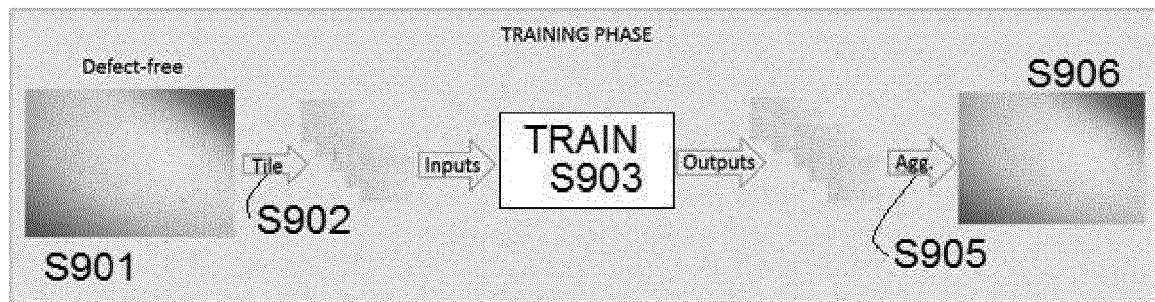 TRAINING PHASE
Defect-free
S906
TRAIN
S903
Tile
Inputs
Outputs
Agg.
S902
S905
S901